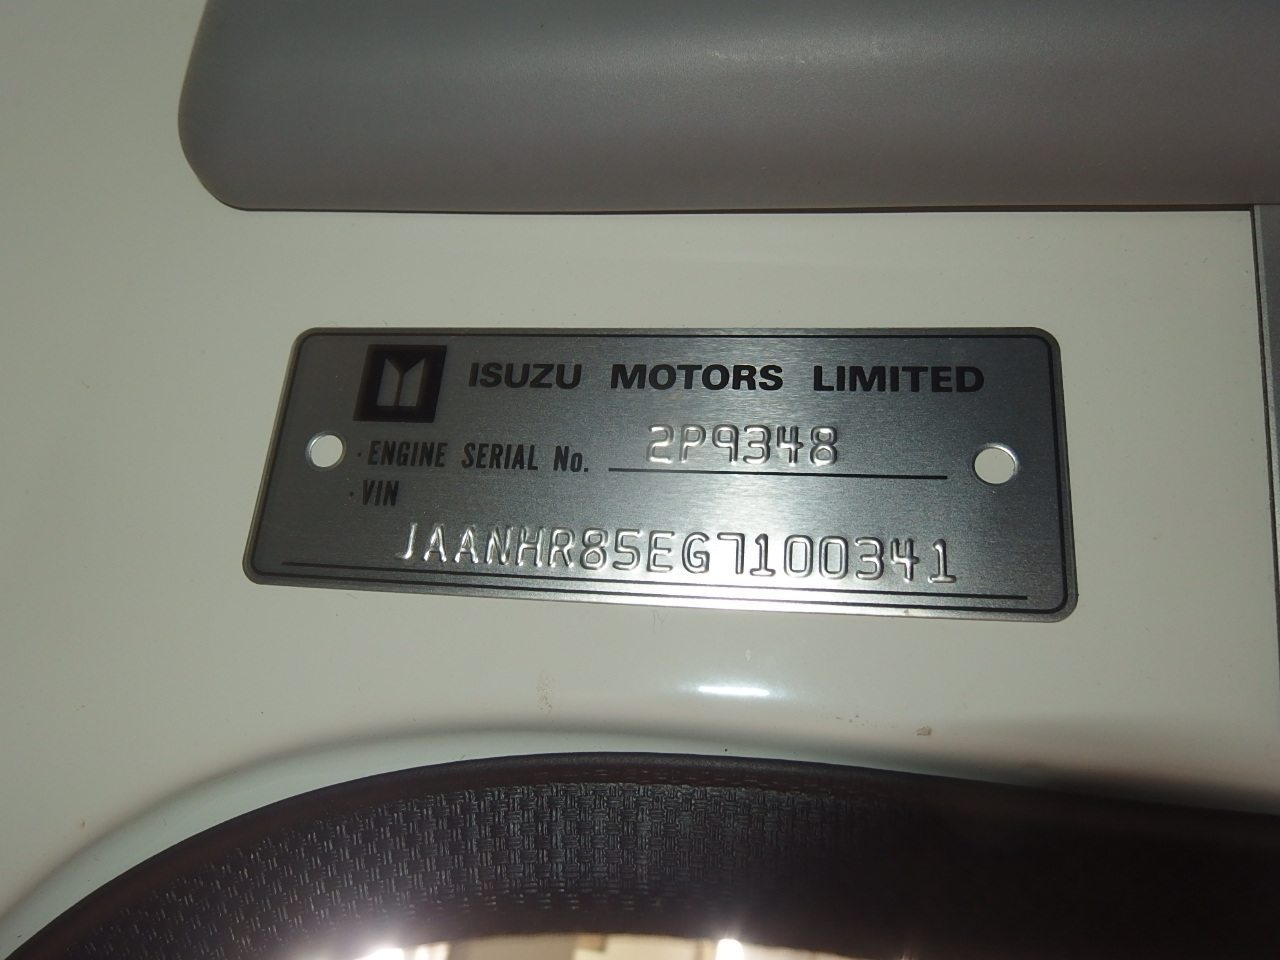 ISUZU MOTORS LIMITED
· ENGINE SERIAL No. 2P9348
· VIN
JAANHR85EG7100341